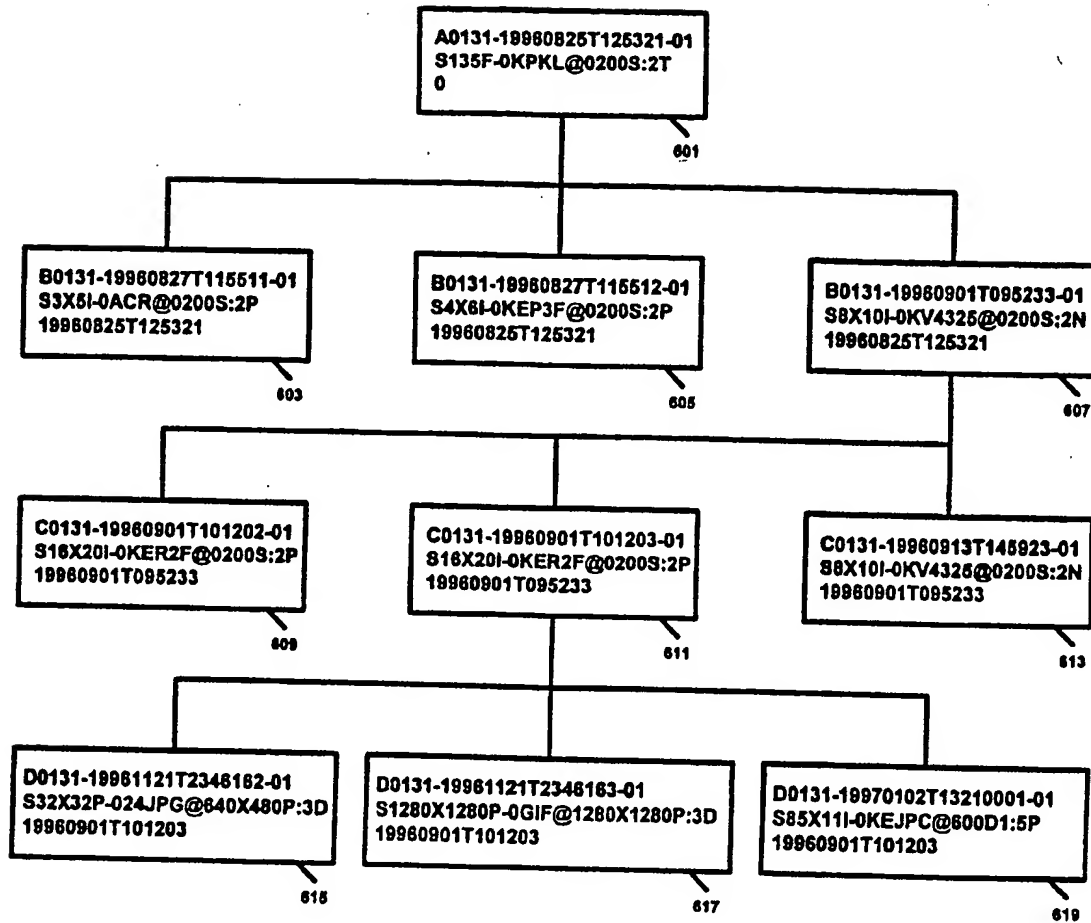 A0131-19960825T125321-01
S135F-0KPKL@0200S:2T
0
601
B0131-19960827T115511-01
S3X5I-0ACR@0200S:2P
19960825T125321
603
B0131-19960827T115512-01
S4X6I-0KEP3F@0200S:2P
19960825T125321
605
B0131-19960901T095233-01
S8X10I-0KV4325@0200S:2N
19960825T125321
607
C0131-19960901T101202-01
S16X20I-0KER2F@0200S:2P
19960901T095233
609
C0131-19960901T101203-01
S16X20I-0KER2F@0200S:2P
19960901T095233
611
C0131-19960913T145923-01
S8X10I-0KV4325@0200S:2N
19960901T095233
613
D0131-19961121T2346162-01
S32X32P-024JPG@640X480P:3D
19960901T101203
615
D0131-19961121T2346163-01
S1280X1280P-0GIF@1280X1280P:3D
19960901T101203
617
D0131-19970102T13210001-01
S85X11I-0KEJPC@600D1:5P
19960901T101203
619